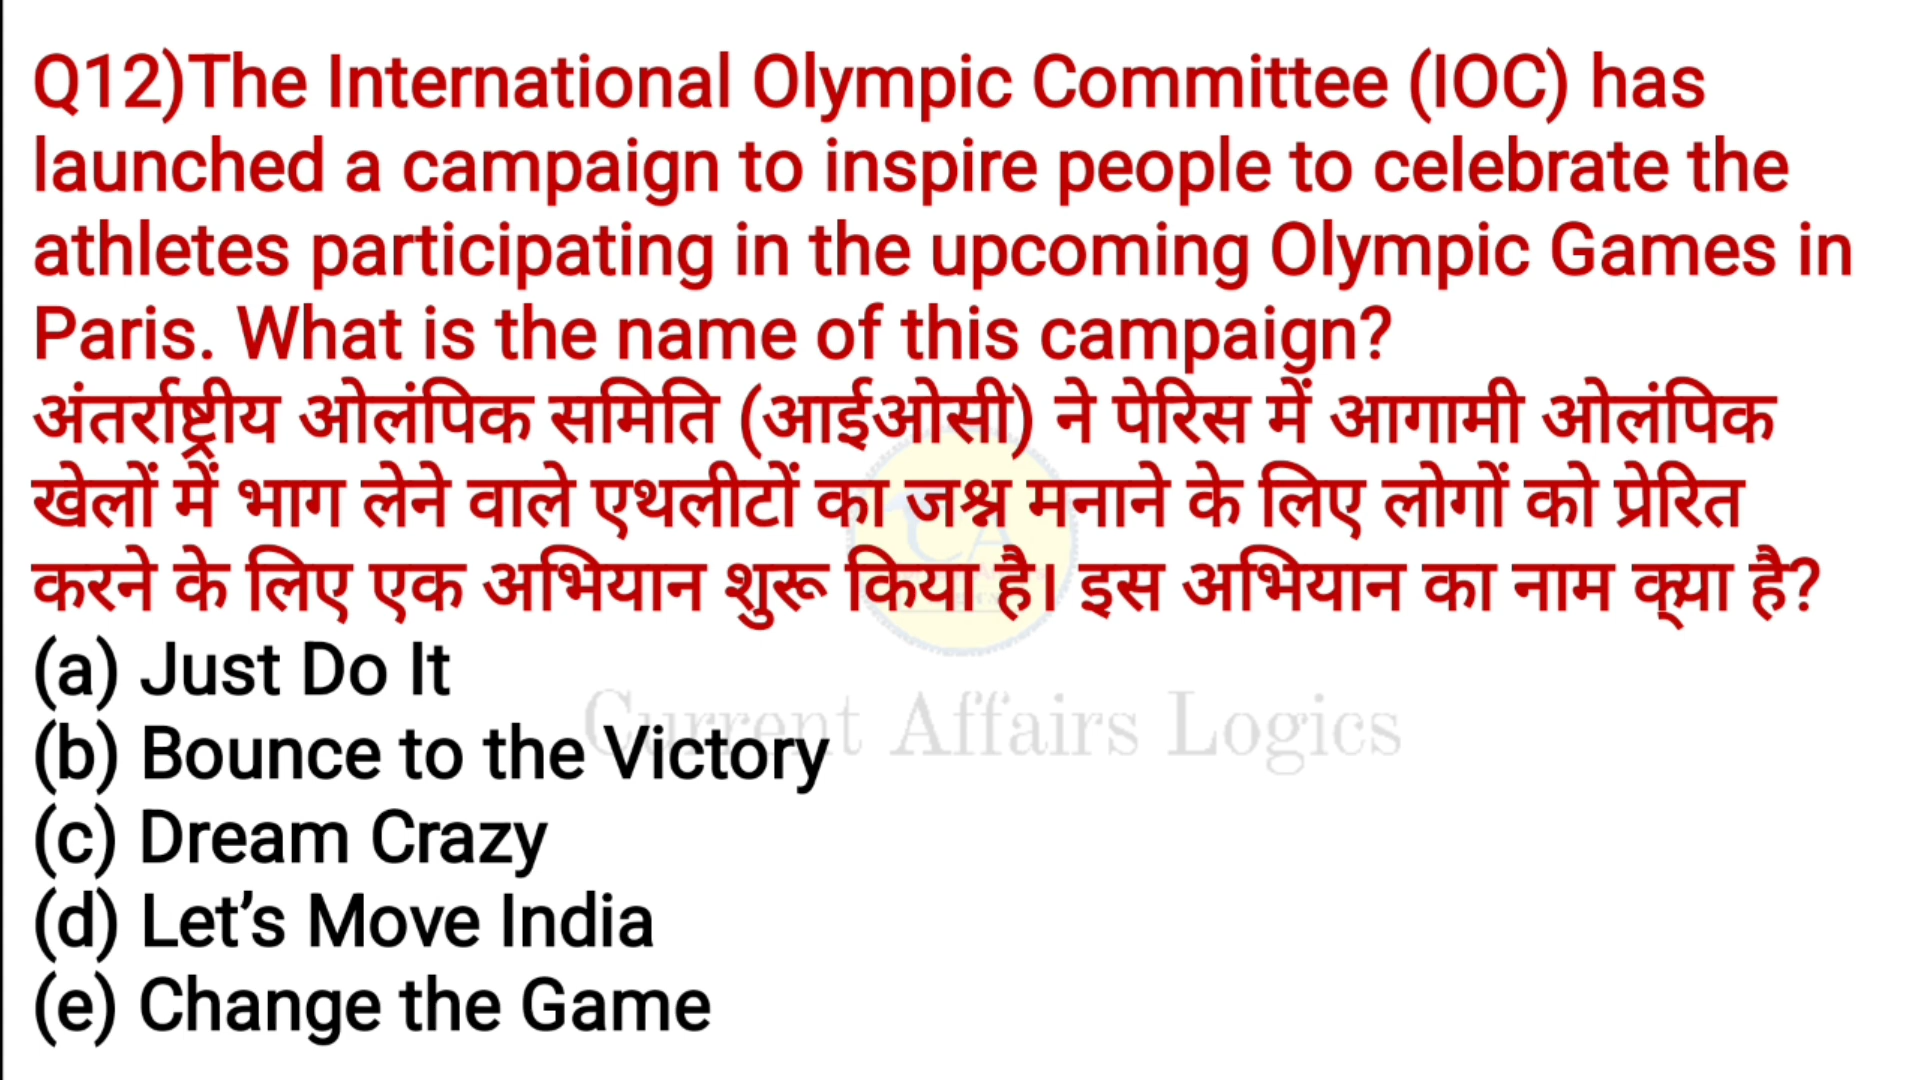 Q12)The International Olympic Committee (IOC) has
launched a campaign to inspire people to celebrate the
athletes participating in the upcoming Olympic Games in
Paris. What is the name of this campaign?
अंतर्राष्ट्रीय ओलंपिक समिति (आईओसी) ने पेरिस में आगामी ओलंपिक
खेलों में भाग लेने वाले एथलीटों का जश्न मनाने के लिए लोगों को प्रेरित
करने के लिए एक अभियान शुरू किया है। इस अभियान का नाम क्या है?
(a) Just Do It
Current Affairs Logics
(b) Bounce to the Victory
(c) Dream Crazy
(d) Let’s Move India
(e) Change the Game